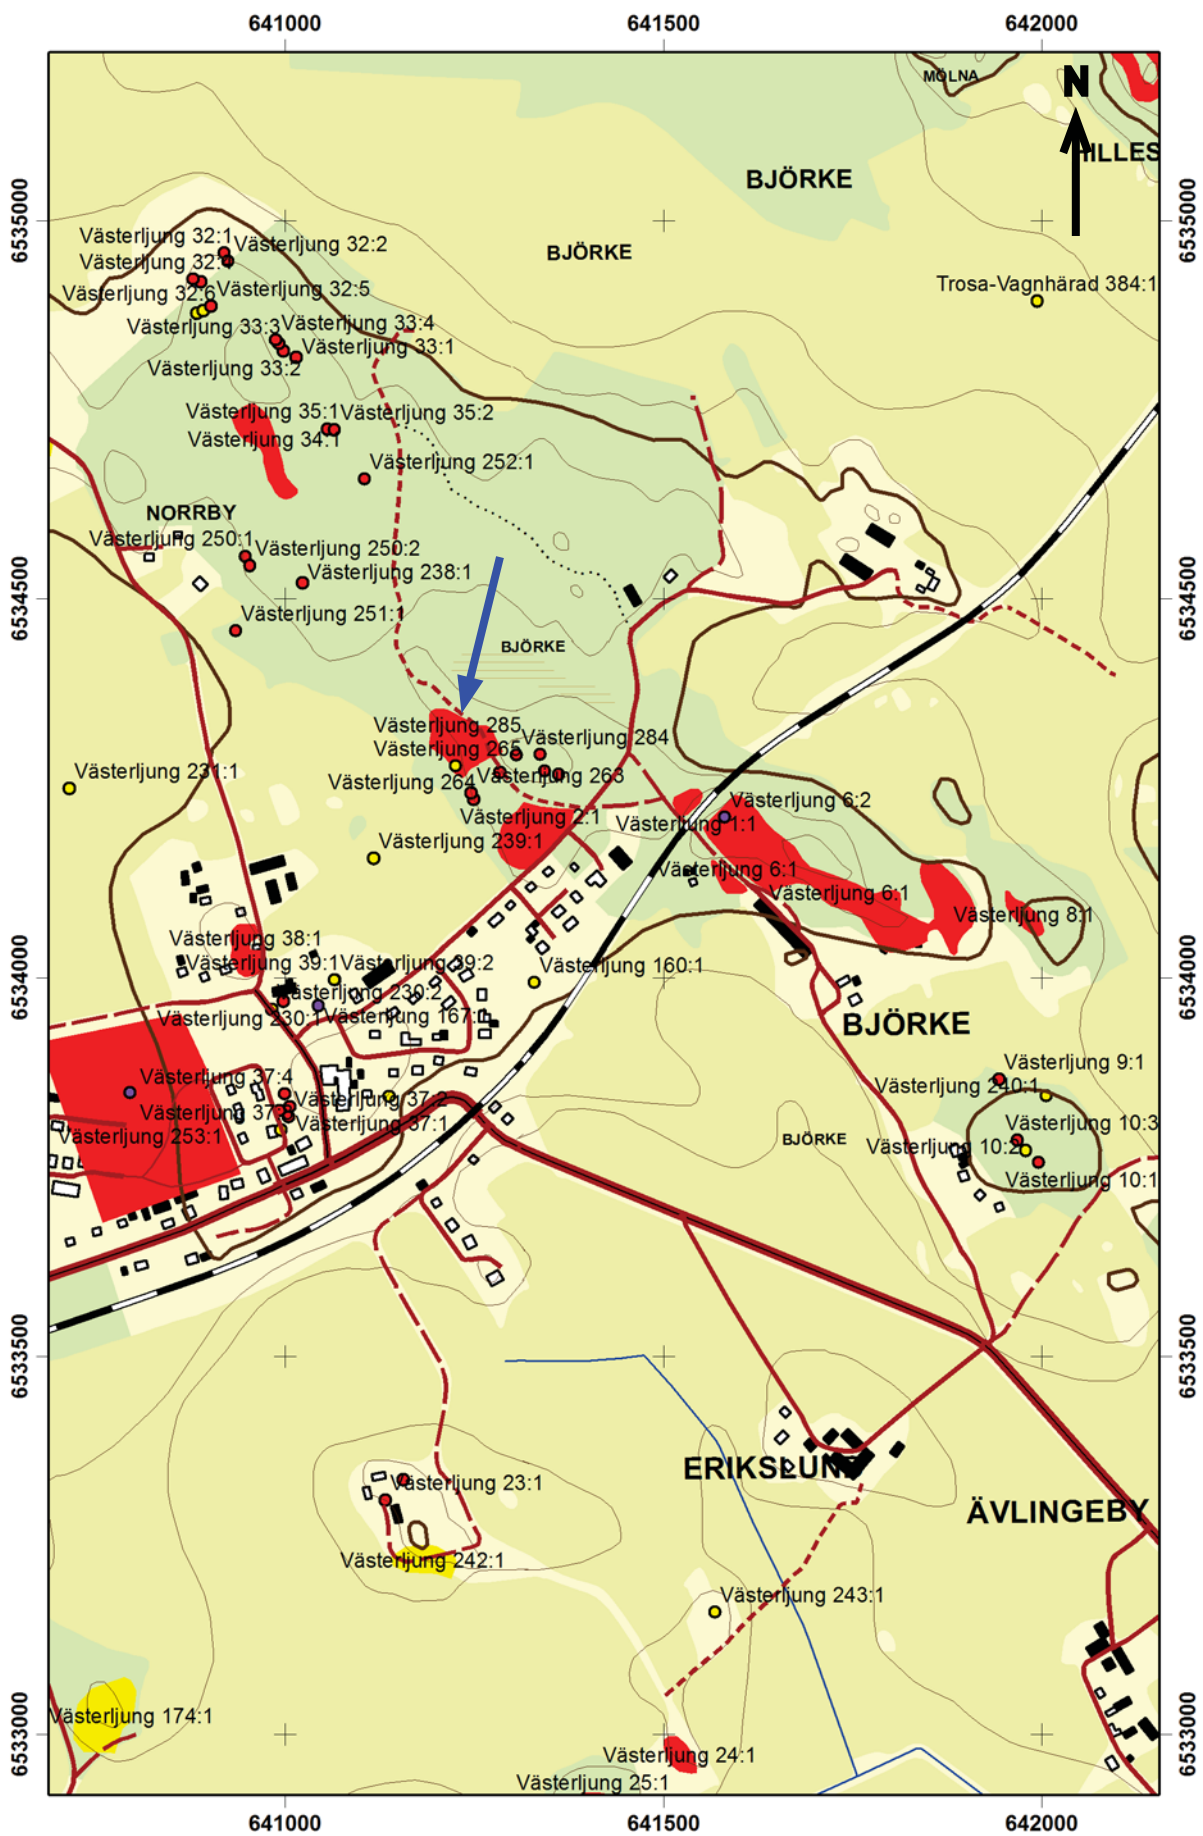 641000 641500 642000
MÖLNA
N
HILLES
BJÖRKE
6535000 6535000
Västerljung 32:1
Västerljung 32:2
BJÖRKE
Västerljung 32:4
Trosa-Vagnhärad 384:1
Västerljung 32:6
Västerljung 32:5
Västerljung 33:3
Västerljung 33:4
Västerljung 33:1
Västerljung 33:2
Västerljung 35:1
Västerljung 35:2
Västerljung 34:1
Västerljung 252:1
NORRBY
Västerljung 250:1
Västerljung 250:2
Västerljung 238:1
6534500 6534500
Västerljung 251:1
BJÖRKE
Västerljung 285
Västerljung 284
Västerljung 265
Västerljung 231:1
Västerljung 264
Västerljung 263
Västerljung 6:2
Västerljung 2:1
Västerljung 1:1
Västerljung 239:1
Västerljung 6:1
Västerljung 6:1
Västerljung 8:1
Västerljung 38:1
Västerljung 39:1
Västerljung 39:2
Västerljung 160:1
6534000 6534000
Västerljung 230:2
Västerljung 230:1
Västerljung 167:1
BJÖRKE
Västerljung 9:1
Västerljung 37:4
Västerljung 240:1
Västerljung 37:2
Västerljung 37:3
Västerljung 37:1
Västerljung 10:3
Västerljung 253:1
BJÖRKE
Västerljung 10:2
Västerljung 10:1
6533500 6533500
ERIKSLUND
Västerljung 23:1
ÄVLINGEBY
Västerljung 242:1
Västerljung 243:1
Västerljung 174:1
6533000 6533000
Västerljung 24:1
Västerljung 25:1
641000 641500 642000